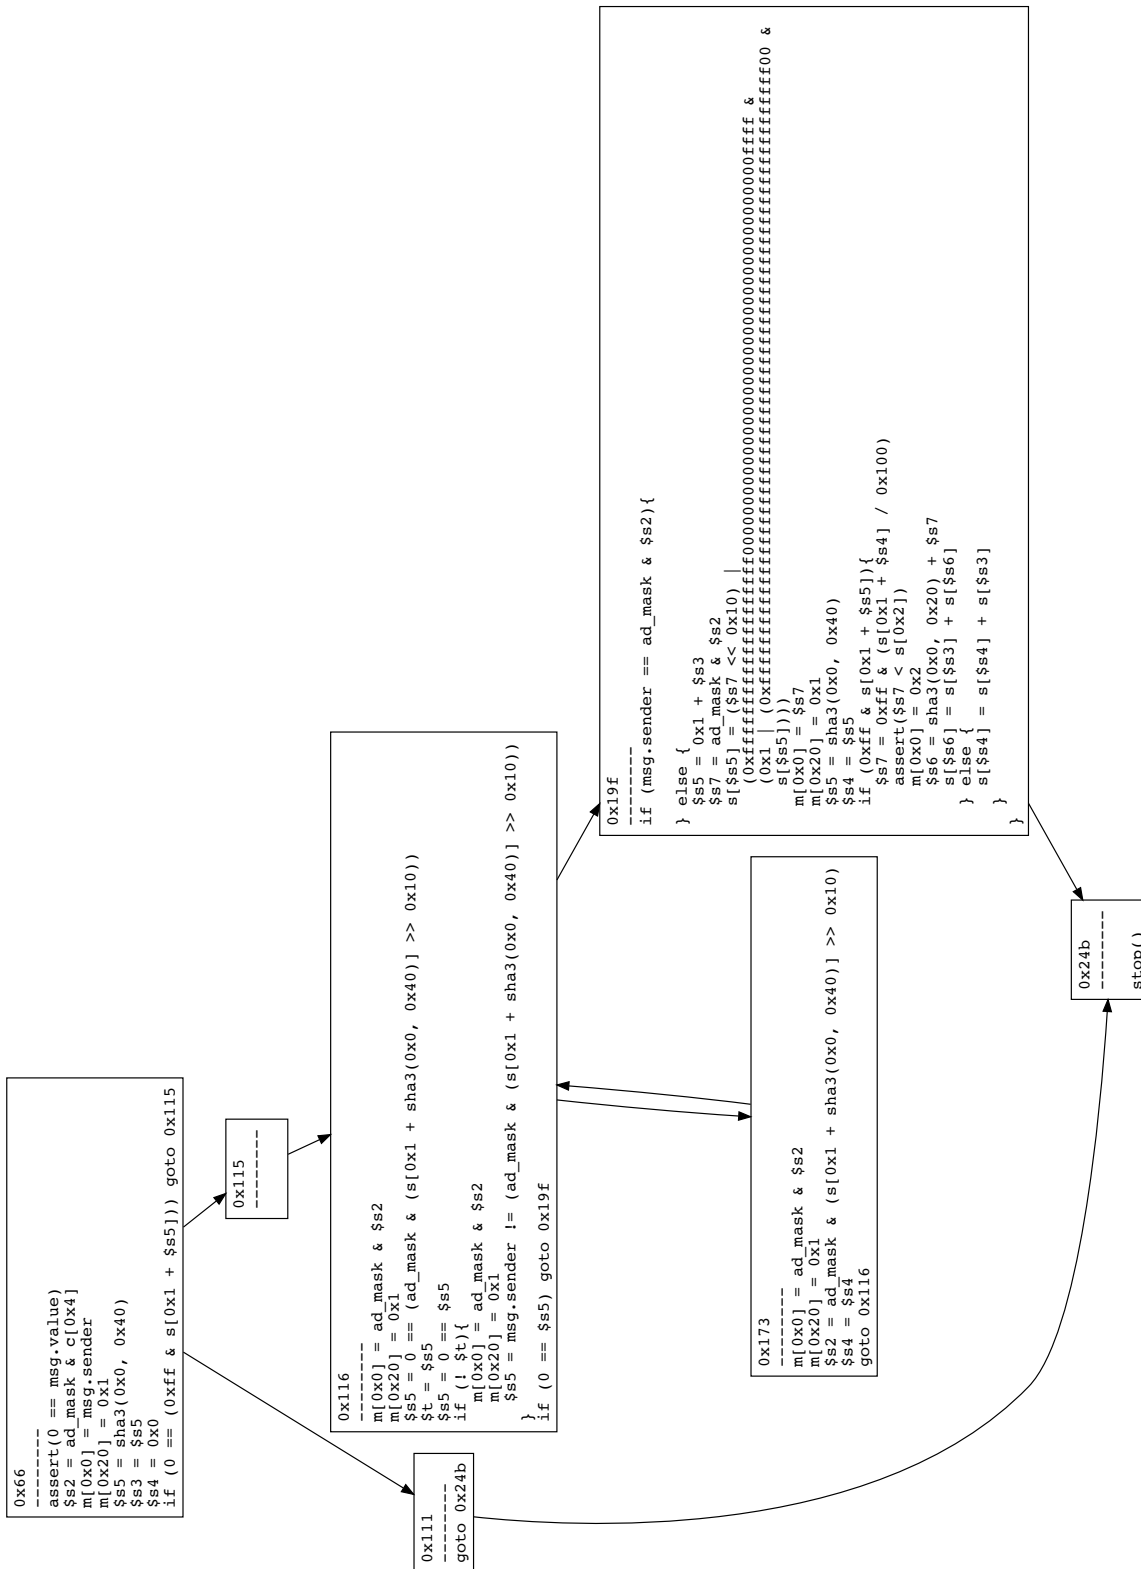 0x66
---------
assert(0 == msg.value)
$s2 = ad_mask & c[0x4]
m[0x0] = msg.sender
m[0x20] = 0x1
$s5 = sha3(0x0, 0x40)
$s3 = $s5
$s4 = 0x0
if (0 == (0xff & s[0x1 + $s5])) goto 0x115
0x115
---------
0x111
---------
goto 0x24b
0x116
---------
m[0x0] = ad_mask & $s2
m[0x20] = 0x1
$s5 = 0 == (ad_mask & (s[0x1 + sha3(0x0, 0x40)] >> 0x10))
$t = $s5
$s5 = 0 == $s5
if (! $t){
m[0x0] = ad_mask & $s2
m[0x20] = 0x1
$s5 = msg.sender != (ad_mask & (s[0x1 + sha3(0x0, 0x40)] >> 0x10))
}
if (0 == $s5) goto 0x19f
0x173
---------
m[0x0] = ad_mask & $s2
m[0x20] = 0x1
$s2 = ad_mask & (s[0x1 + sha3(0x0, 0x40)] >> 0x10)
$s4 = $s4
goto 0x116
0x19f
---------
if (msg.sender == ad_mask & $s2){
} else {
$s5 = 0x1 + $s3
$s7 = ad_mask & $s2
s[$s5] = ($s7 << 0x10) |
(0xffffffffffffffffffff0000000000000000000000000000000000000000ffff &
(0x1 | (0xffffffffffffffffffffffffffffffffffffffffffffffffffffffffffffff00 &
s[$s5])))
m[0x0] = $s7
m[0x20] = 0x1
$s5 = sha3(0x0, 0x40)
$s4 = $s5
if (0xff & s[0x1 + $s5]){
$s7 = 0xff & (s[0x1 + $s4] / 0x100)
assert($s7 < s[0x2])
m[0x0] = 0x2
$s6 = sha3(0x0, 0x20) + $s7
s[$s6] = s[$s3] + s[$s6]
} else {
s[$s4] = s[$s4] + s[$s3]
}
}
0x24b
---------
stop()